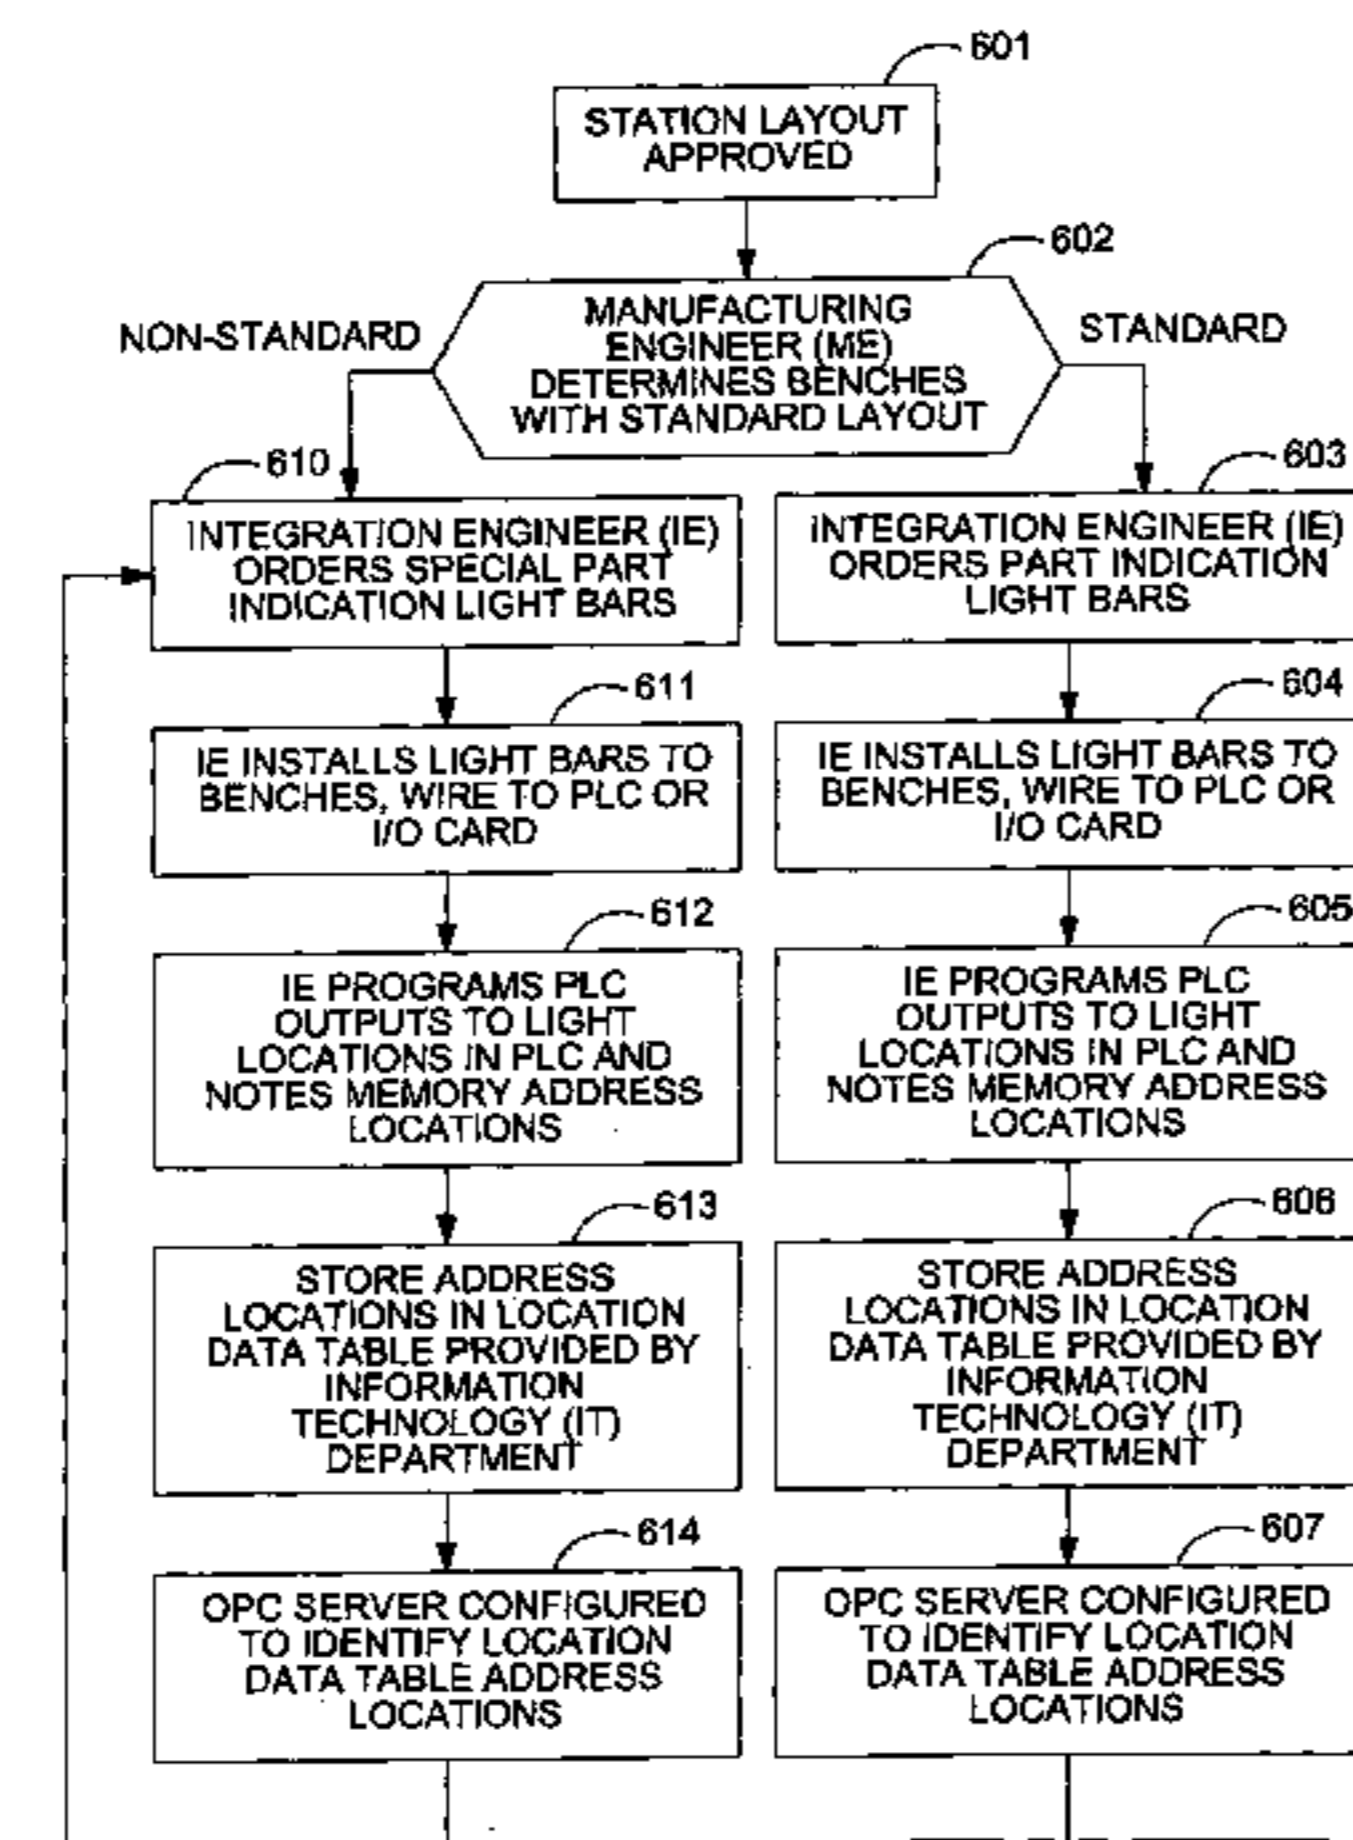 601
STATION LAYOUT
APPROVED
602
MANUFACTURING
ENGINEER (ME)
DETERMINES BENCHES
WITH STANDARD LAYOUT
NON-STANDARD
STANDARD
610
INTEGRATION ENGINEER (IE)
ORDERS SPECIAL PART
INDICATION LIGHT BARS
611
IE INSTALLS LIGHT BARS TO
BENCHES, WIRE TO PLC OR
I/O CARD
612
IE PROGRAMS PLC
OUTPUTS TO LIGHT
LOCATIONS IN PLC AND
NOTES MEMORY ADDRESS
LOCATIONS
613
STORE ADDRESS
LOCATIONS IN LOCATION
DATA TABLE PROVIDED BY
INFORMATION
TECHNOLOGY (IT)
DEPARTMENT
614
OPC SERVER CONFIGURED
TO IDENTIFY LOCATION
DATA TABLE ADDRESS
LOCATIONS
603
INTEGRATION ENGINEER (IE)
ORDERS PART INDICATION
LIGHT BARS
604
IE INSTALLS LIGHT BARS TO
BENCHES, WIRE TO PLC OR
I/O CARD
605
IE PROGRAMS PLC
OUTPUTS TO LIGHT
LOCATIONS IN PLC AND
NOTES MEMORY ADDRESS
LOCATIONS
606
STORE ADDRESS
LOCATIONS IN LOCATION
DATA TABLE PROVIDED BY
INFORMATION
TECHNOLOGY (IT)
DEPARTMENT
607
OPC SERVER CONFIGURED
TO IDENTIFY LOCATION
DATA TABLE ADDRESS
LOCATIONS